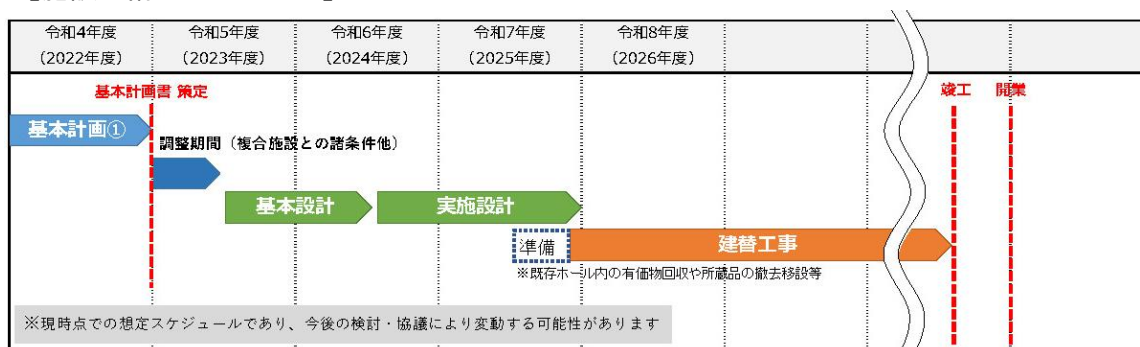 令和4年度
(2022年度)
令和5年度
(2023年度)
令和6年度
(2024年度)
令和7年度
(2025年度)
令和8年度
(2026年度)
基本計画書 策定
竣工
開業
基本計画①
調整期間(複合施設との諸条件他)
基本設計
実施設計
準備
建替工事
※既存ホール内の有価物回収や所蔵品の撤去移設等
※現時点での想定スケジュールであり、今後の検討・協議により変動する可能性があります